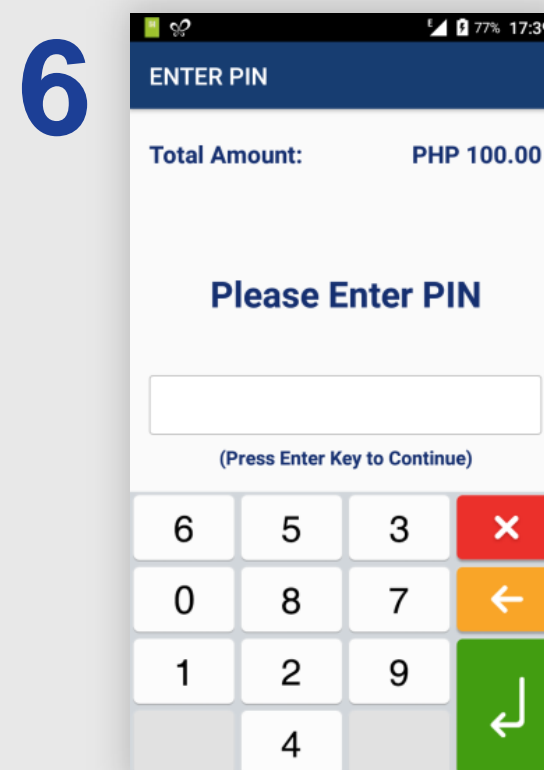 6
77% 17:39
ENTER PIN
Total Amount: PHP 100.00
Please Enter PIN
(Press Enter Key to Continue)
6 5 3
0 8 7
1 2 9
4